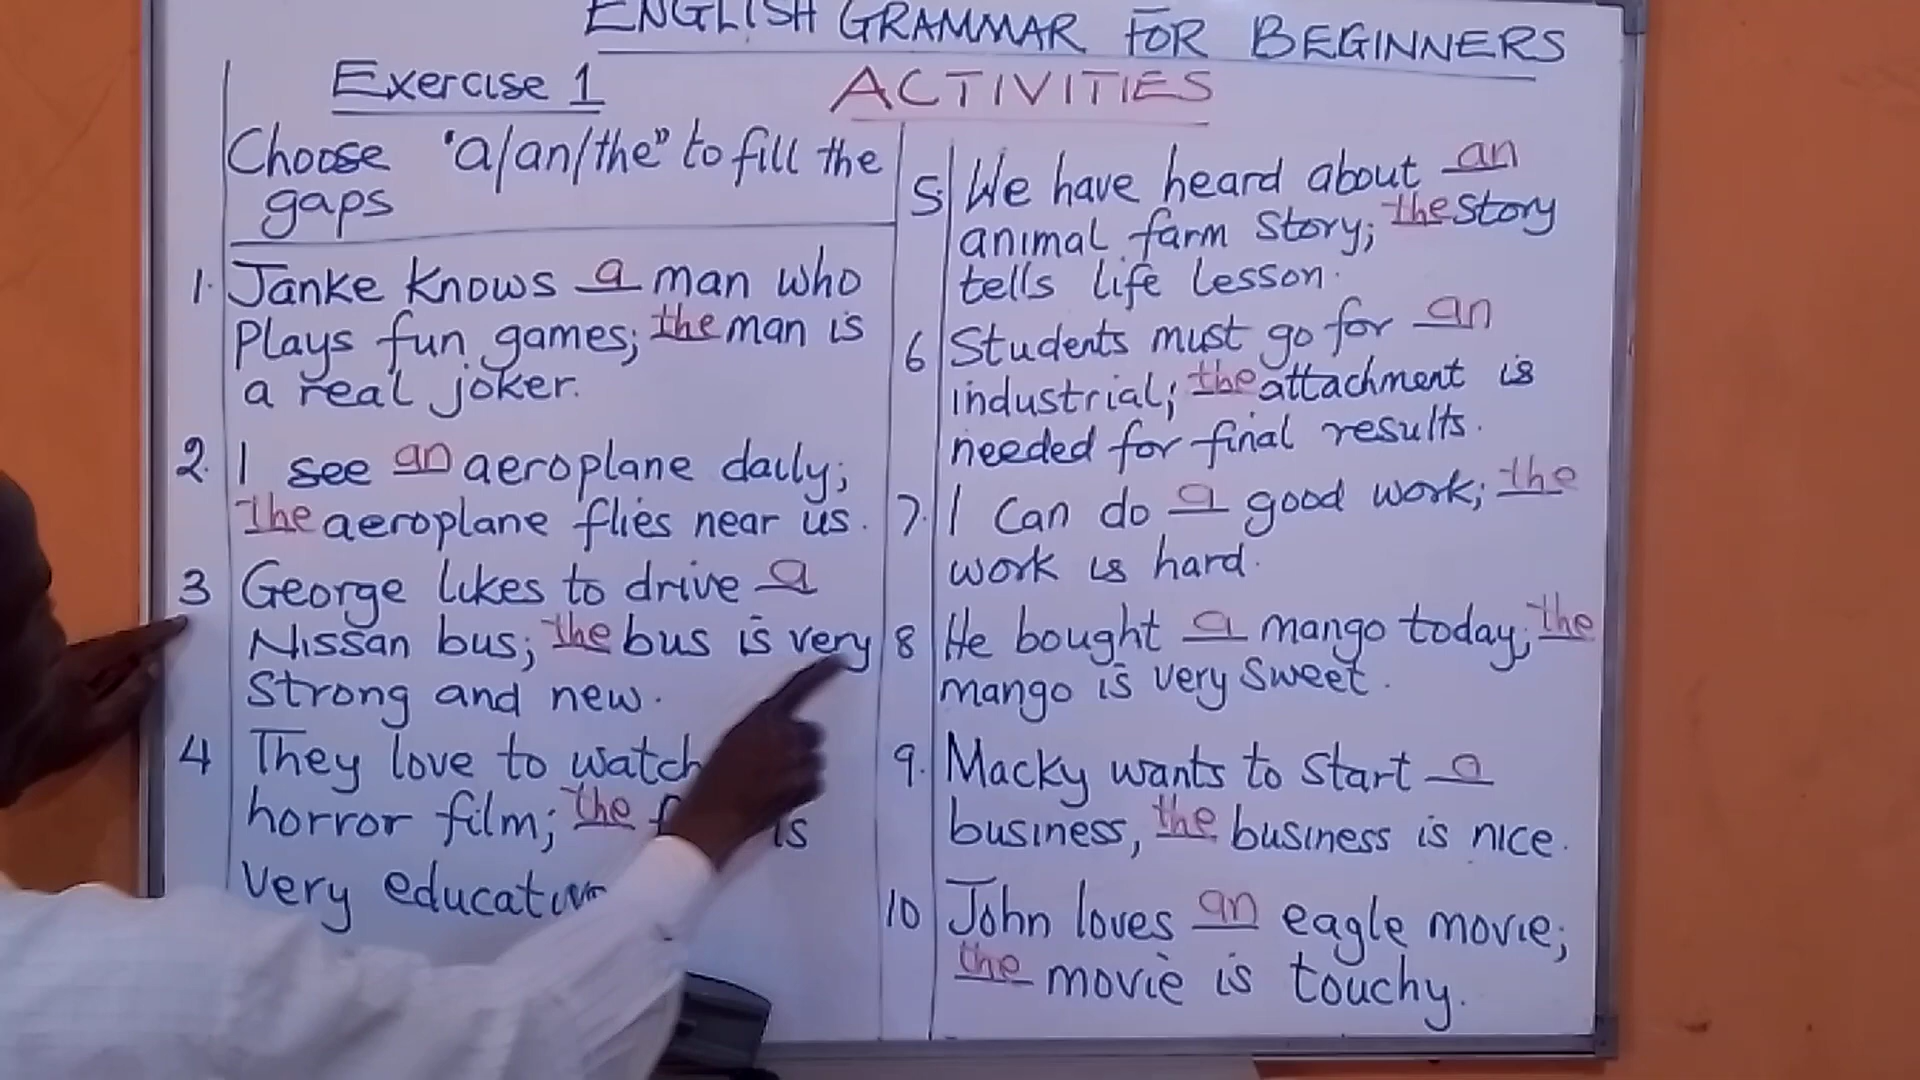 ENGLISH GRAMMAR FOR BEGINNERS
Exercise 1
ACTIVITIES
Choose "a/an/the" to fill the
gaps
1. Janke knows a man who
Plays fun games; the man is
a real joker.
2. I see an aeroplane daily;
the aeroplane flies near us.
3 George likes to drive a
Nissan bus; the bus is very
strong and new.
4 They love to watch
horror film; the is
very
5. We have heard about an
animal farm story; the story
tells life lesson.
6 Students must go for an
industrial; the attachment is
needed for final results.
7. I can do a good work; the
work is hard.
8 He bought a mango today; the
mango is very sweet.
9. Macky wants to start a
business, the business is nice.
10 John loves an eagle movie;
the movie is touchy.